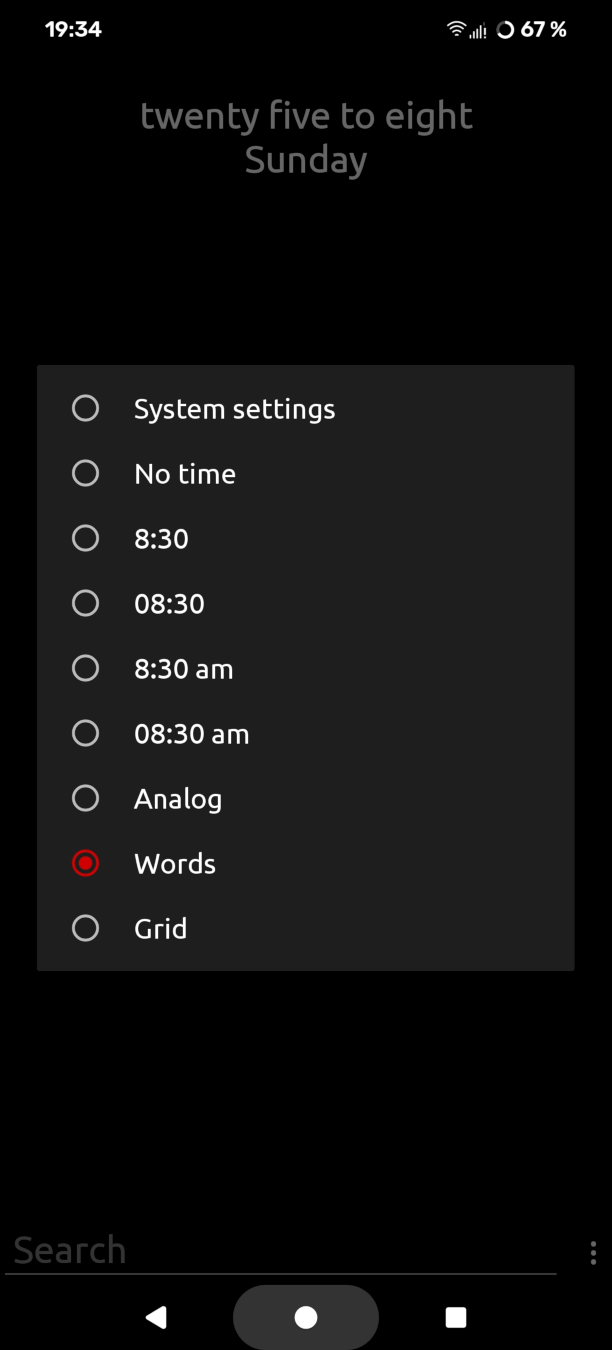 19:34 67 %
twenty five to eight
Sunday
System settings
No time
8:30
08:30
8:30 am
08:30 am
Analog
Words
Grid
Search